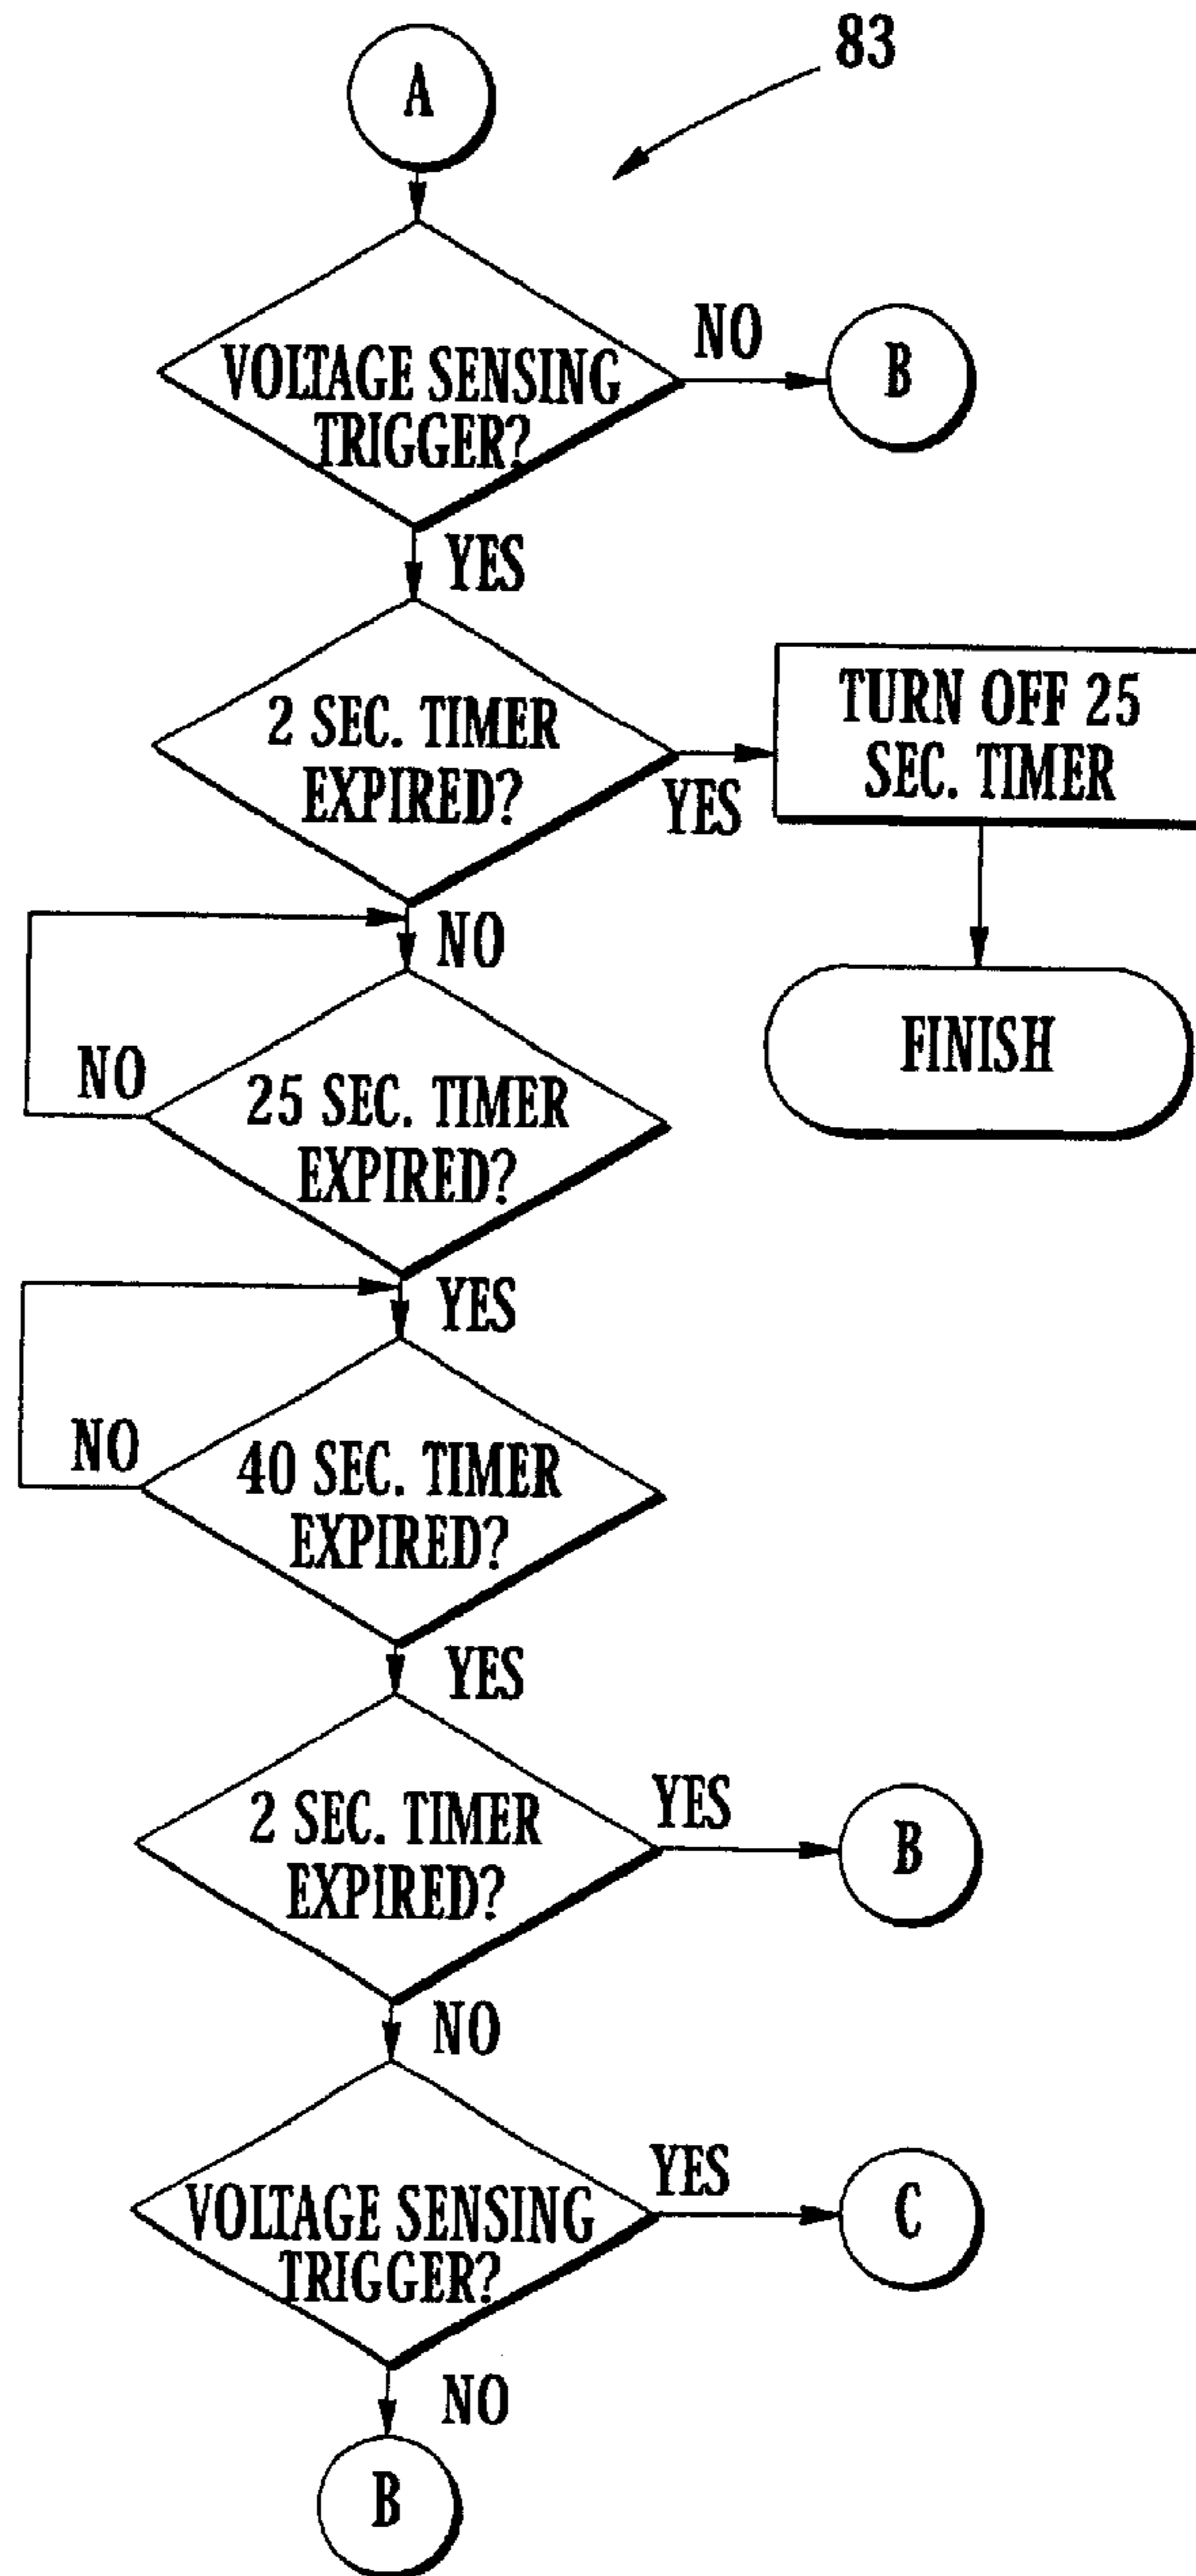 83
A
VOLTAGE SENSING
TRIGGER?
NO
B
YES
2 SEC. TIMER
EXPIRED?
YES
TURN OFF 25
SEC. TIMER
NO
FINISH
NO
25 SEC. TIMER
EXPIRED?
YES
NO
40 SEC. TIMER
EXPIRED?
YES
2 SEC. TIMER
EXPIRED?
YES
B
NO
VOLTAGE SENSING
TRIGGER?
YES
C
NO
B